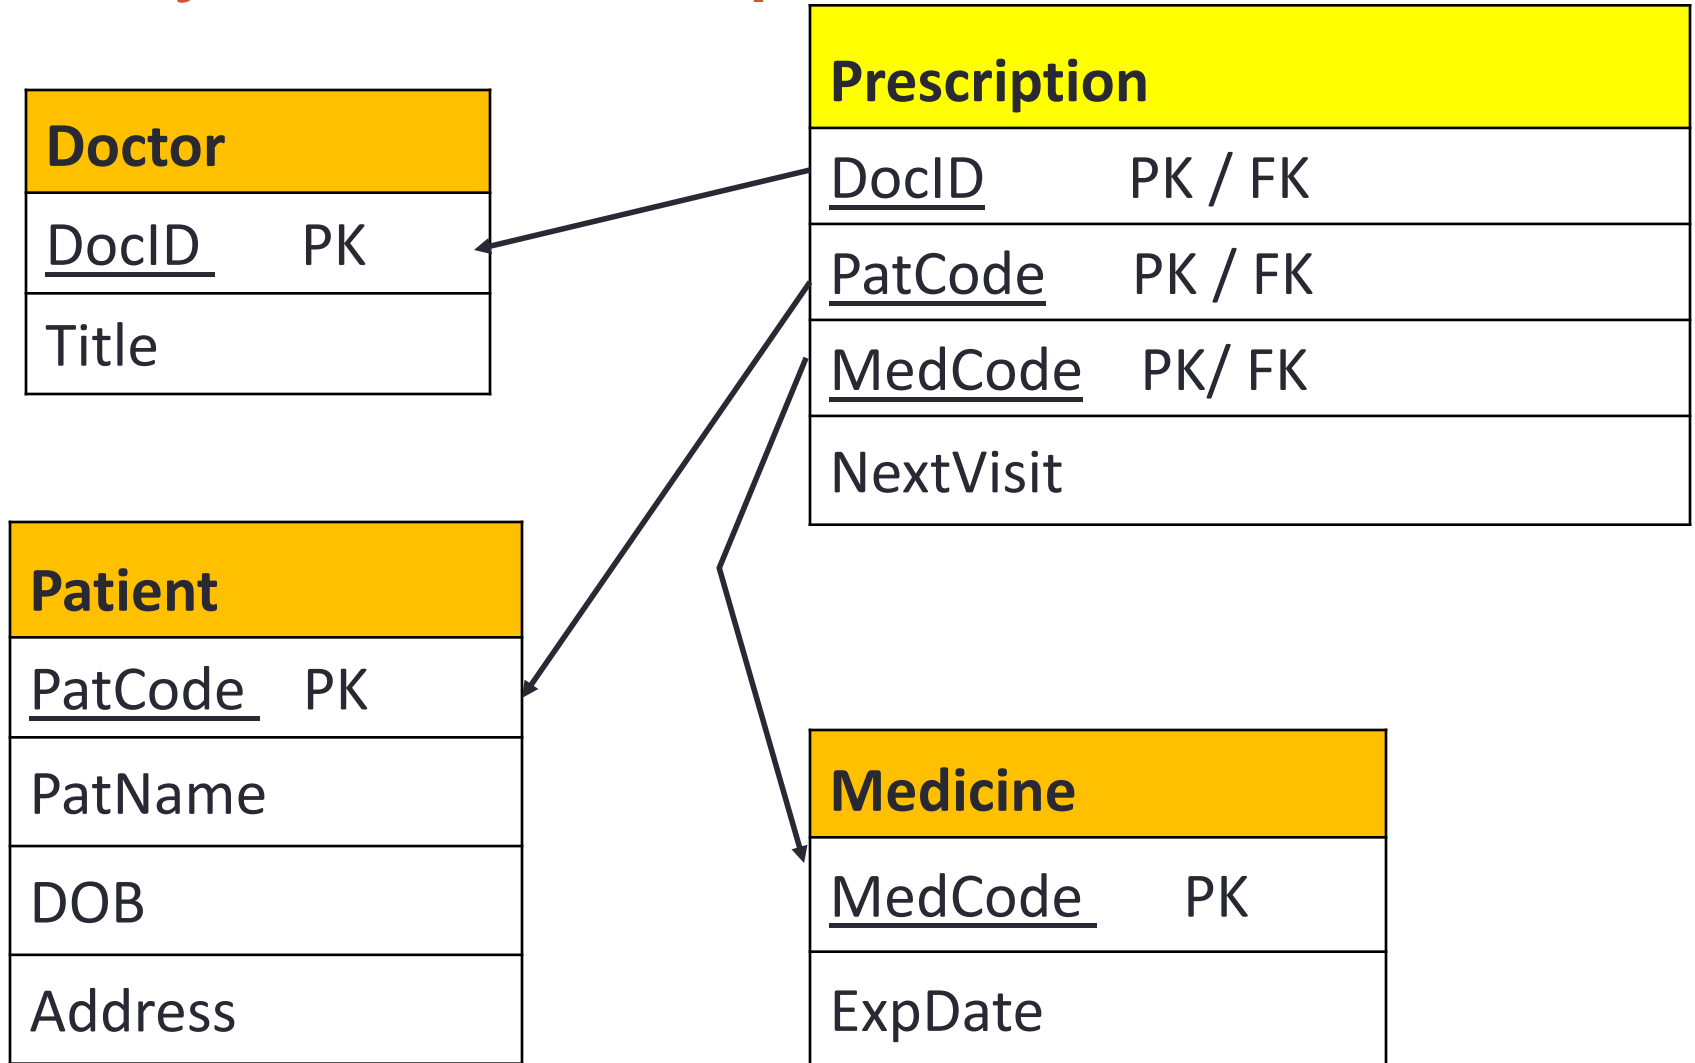 Doctor
DocID PK
Title
Prescription
DocID PK / FK
PatCode PK / FK
MedCode PK/ FK
NextVisit
Patient
PatCode PK
PatName
DOB
Address
Medicine
MedCode PK
ExpDate